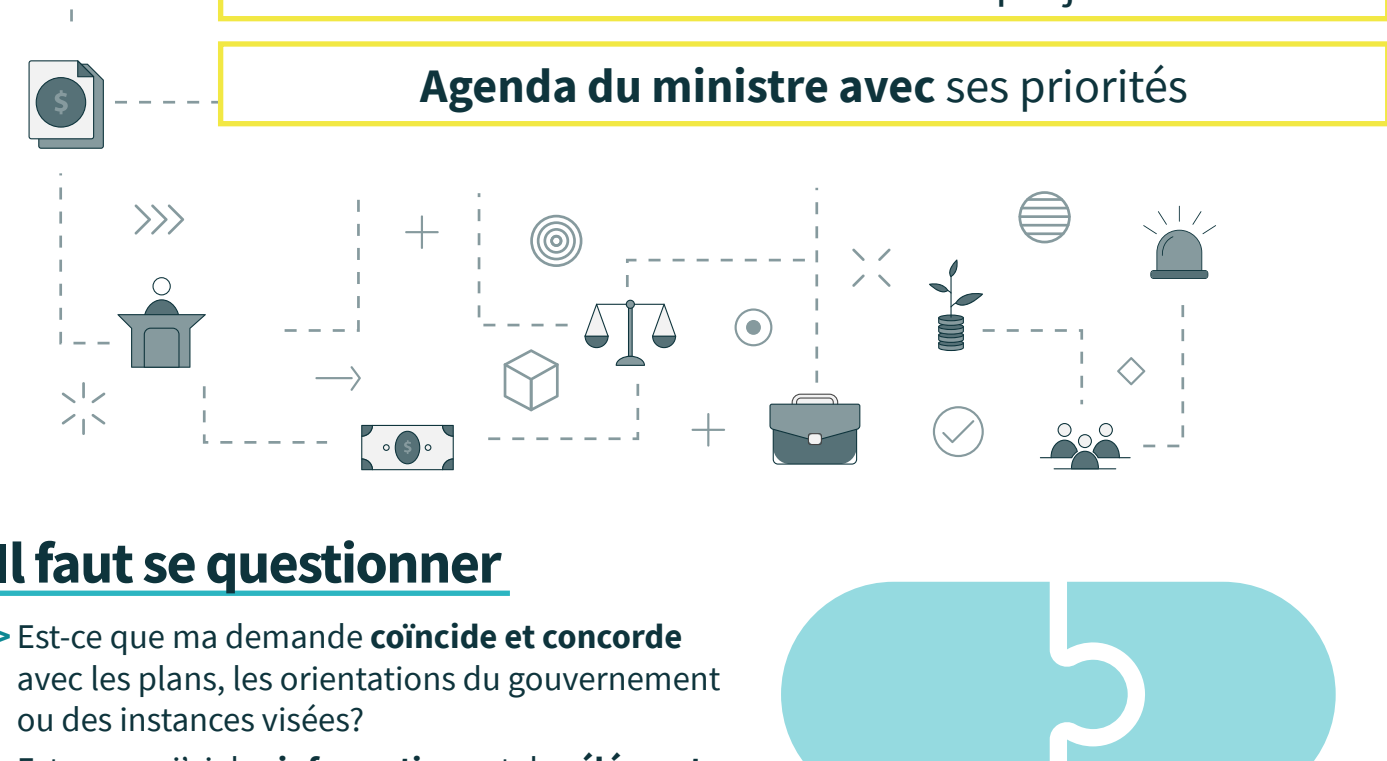 Agenda du ministre avec ses priorités
$
$
Il faut se questionner
> Est-ce que ma demande coïncide et concorde
avec les plans, les orientations du gouvernement
ou des instances visées?